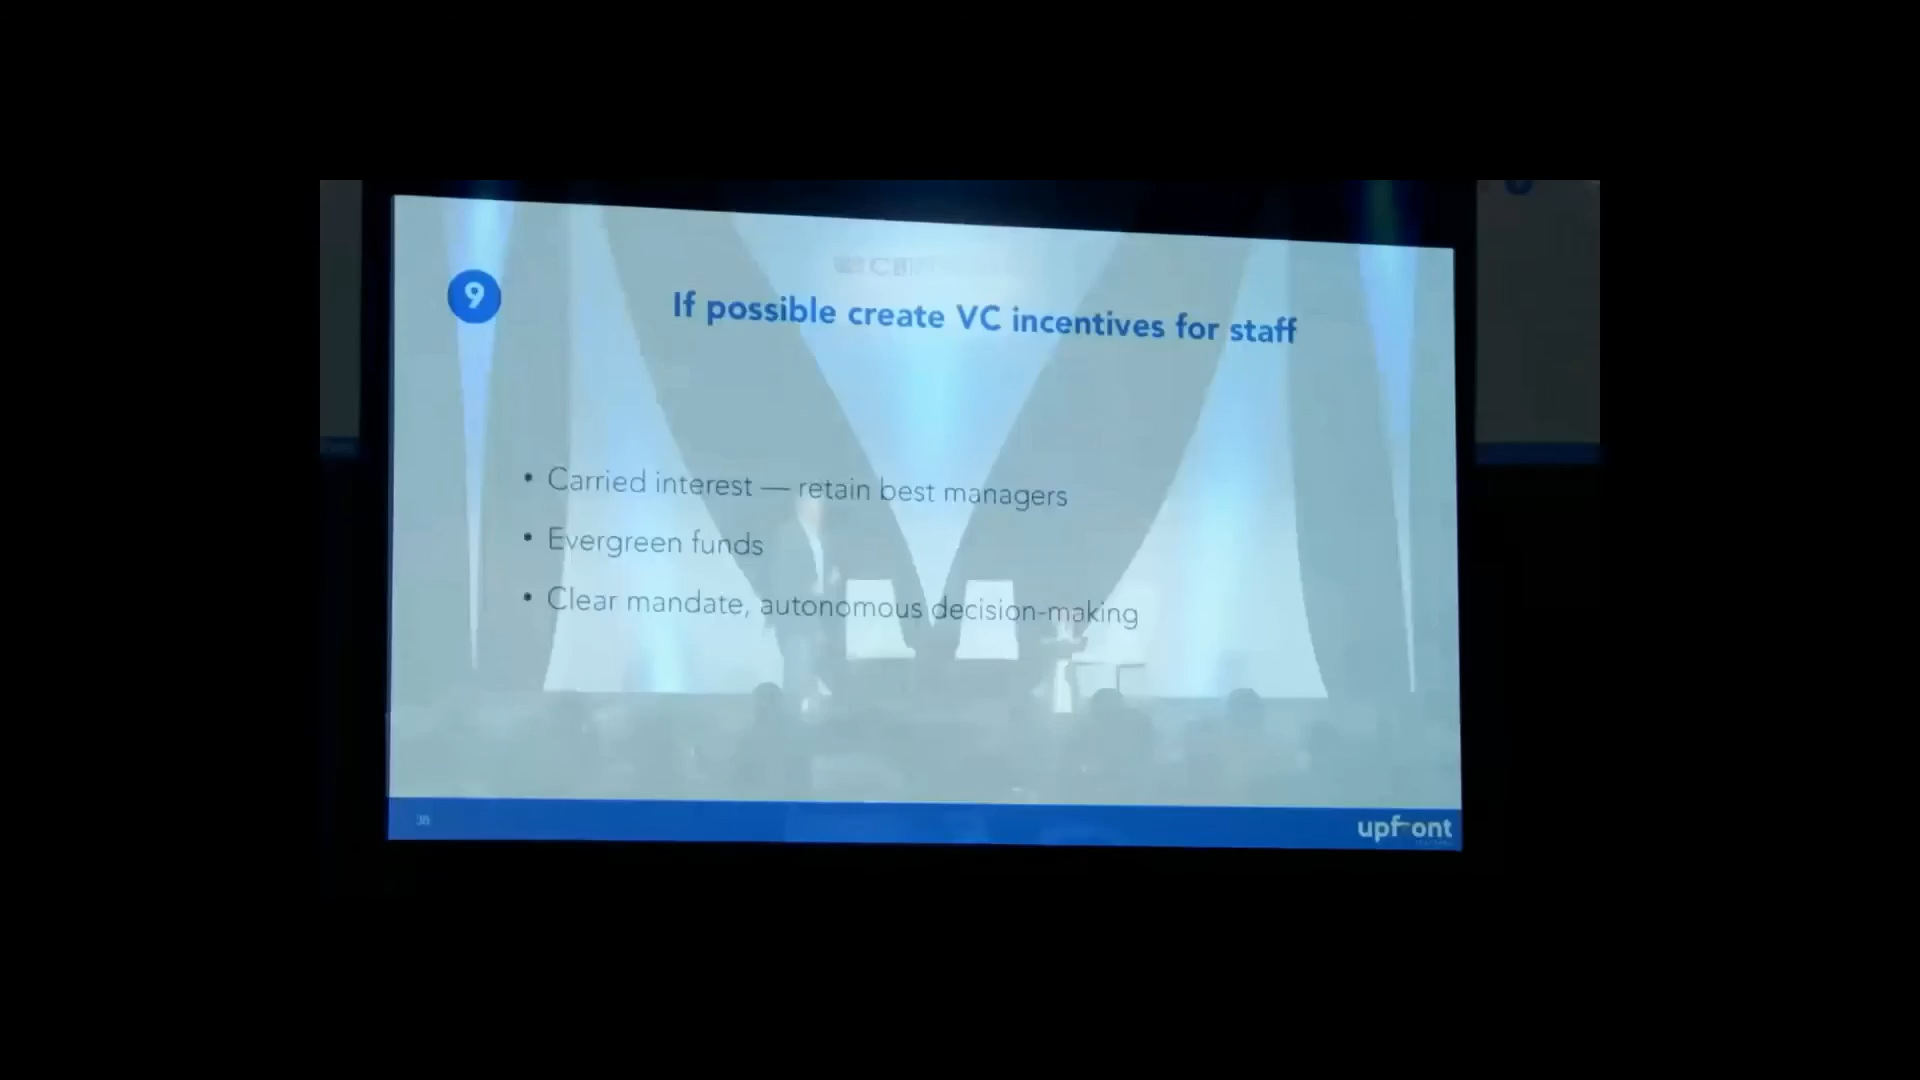 9
If possible create VC incentives for staff
• Carried interest — retain best managers
• Evergreen funds
• Clear mandate, autonomous decision-making
upfront